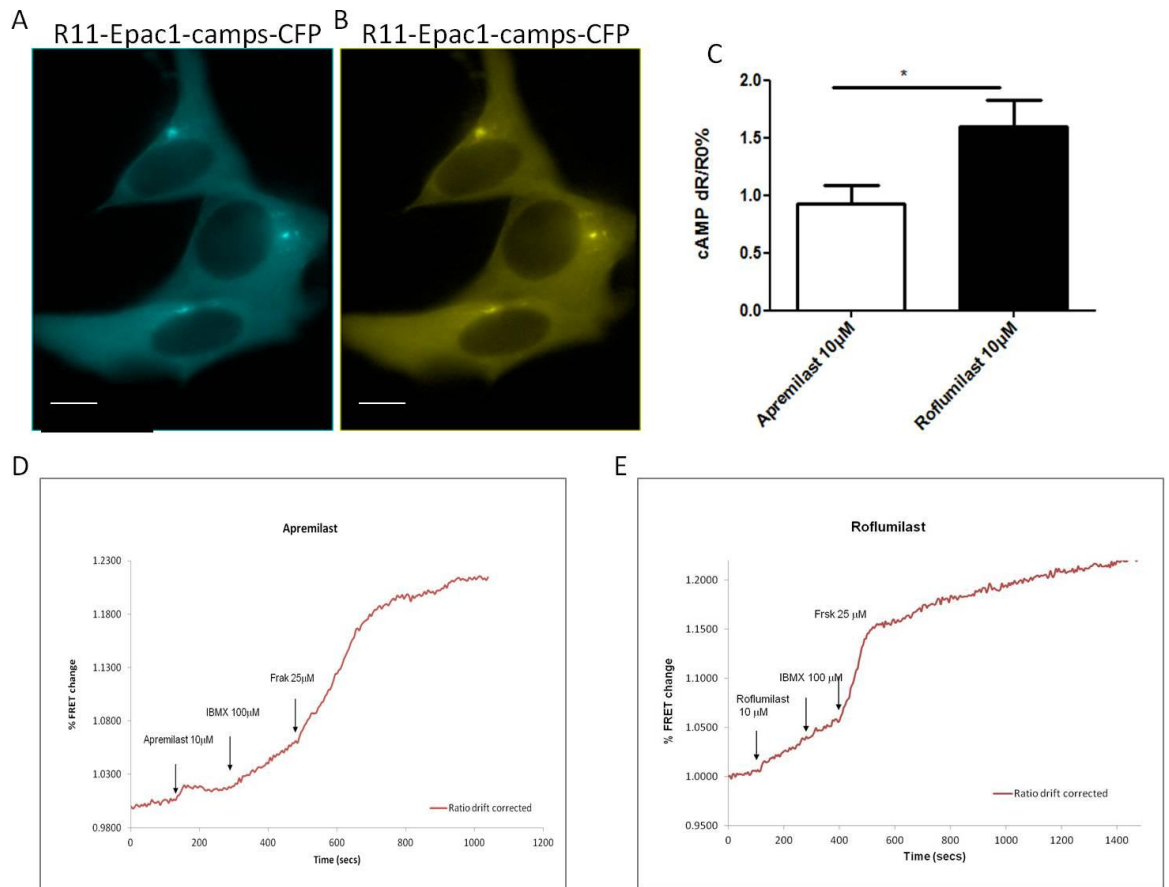 A
R11-Epac1-camps-CFP
B
R11-Epac1-camps-CFP
C
*
2.0
1.5
1.0
0.5
0.0
cAMP dR/R0%
Apremilast 10µM
Roflumilast 10µM
D
Apremilast
1.2300
1.1800
1.1300
1.0800
1.0300
0.9800
% FRET change
Apremilast 10µM
IBMX 100µM
Frak 25µM
Ratio drift corrected
0 200 400 600 800 1000 1200
Time (secs)
E
Roflumilast
1.2000
1.1500
1.1000
1.0500
1.0000
0.9500
% FRET change
Roflumilast
10 µM
IBMX 100 µM
Frsk 25 µM
Ratio drift corrected
0 200 400 600 800 1000 1200 1400
Time (secs)